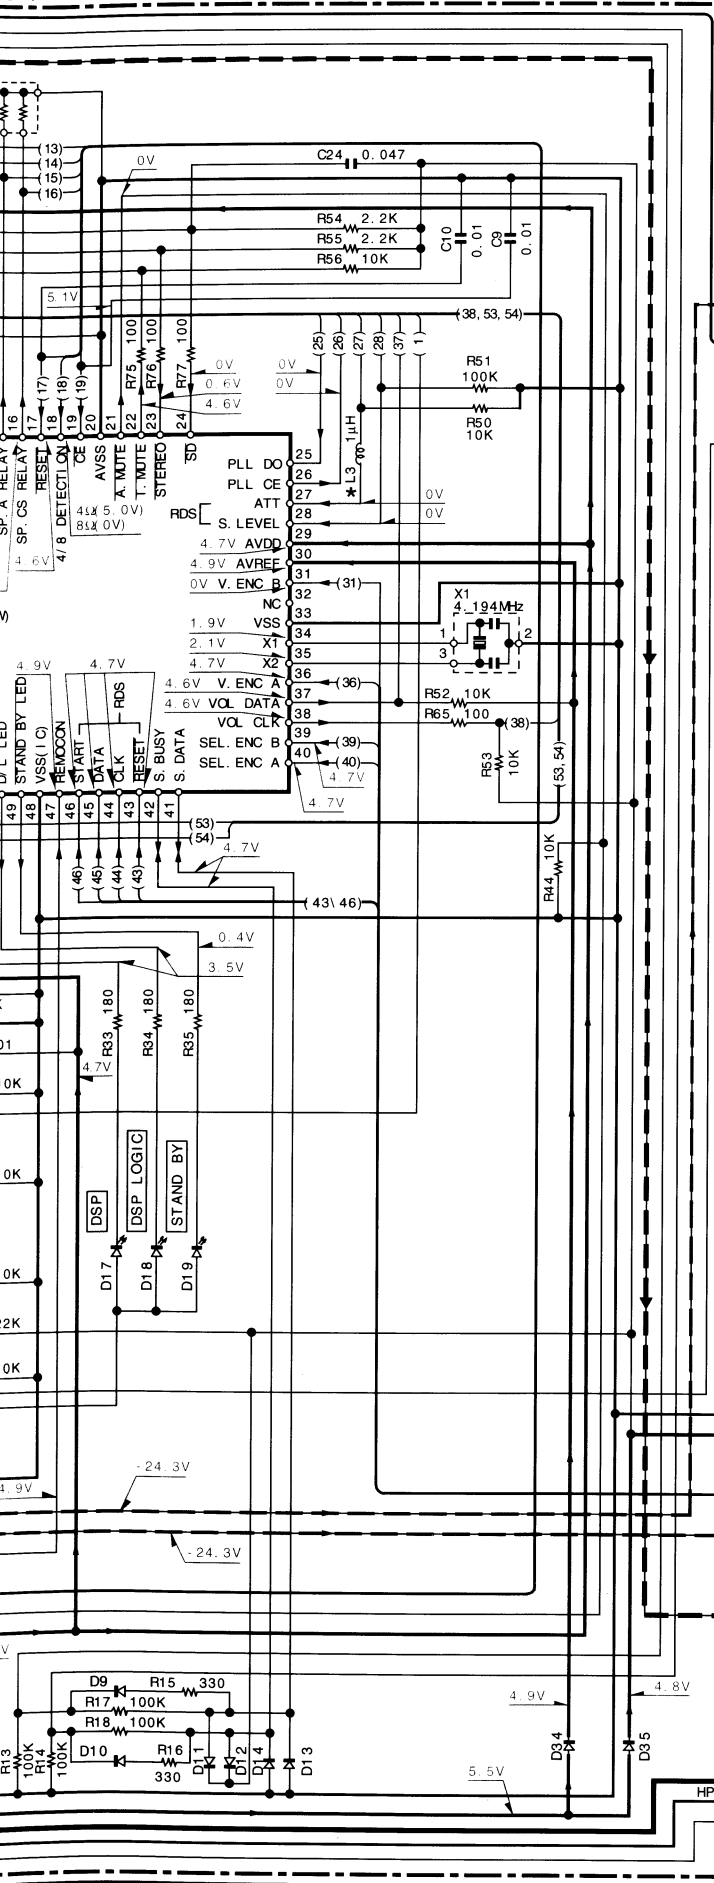 (13)
(14)
(15)
(16)
0V
C24 0.047
R54 2.2K
R55 2.2K
R56 10K
C10 0.01
C9 0.01
5.1V
(38, 53, 54)
R75 100
R76 100
R77 100
(25)
(26)
(27)
(28)
(37)
(1)
0V
0.6V
4.6V
0V
0V
R51
100K
R50
10K
(17)
(18)
(19)
16
17
18
19
20
21
22
23
24
SP. A RELAY
SP. CS RELAY
RESET
4/8 DETECTION
CE
AVSS
A. MUTE
T. MUTE
STEREO
SD
4.6V
4Ω(5.0V)
8Ω(0V)
✱L3 1μH
RDS
PLL DO 25
PLL CE 26
ATT 27
S. LEVEL 28
4.7V AVDD 29
4.9V AVREF 30
0V V. ENC B 31 (31)
NC 32
VSS 33
1.9V X1 34
2.1V X2 35
4.7V
4.6V V. ENC A 36 (36)
4.6V VOL DATA 37
VOL CLK 38
SEL. ENC B 39 (39)
SEL. ENC A 40 (40)
0V
0V
X1
4.194MHz
1
2
3
R52 10K
R65 100 (38)
R53 10K
(53, 54)
4.7V
4.7V
W)
4.9V
4.7V
RDS
D/L LED
STAND BY LED
VSS(IC)
REMOCON
START
DATA
CLK
RESET
S. BUSY
S. DATA
49
48
47
46
45
44
43
42
41
(53)
(54)
4.7V
(46)
(45)
(44)
(43)
(43\46)
R44 10K
0.4V
3.5V
R33 180
R34 180
R35 180
K
01
4.7V
0K
0K
0K
22K
0K
DSP
DSP LOGIC
STAND BY
D17
D18
D19
-24.3V
4.9V
-24.3V
V
D9
R15 330
R17 100K
R18 100K
D10
R16
330
R13 100K
R14 100K
D11
D12
D14
D13
4.9V
4.8V
D34
D35
5.5V
HP